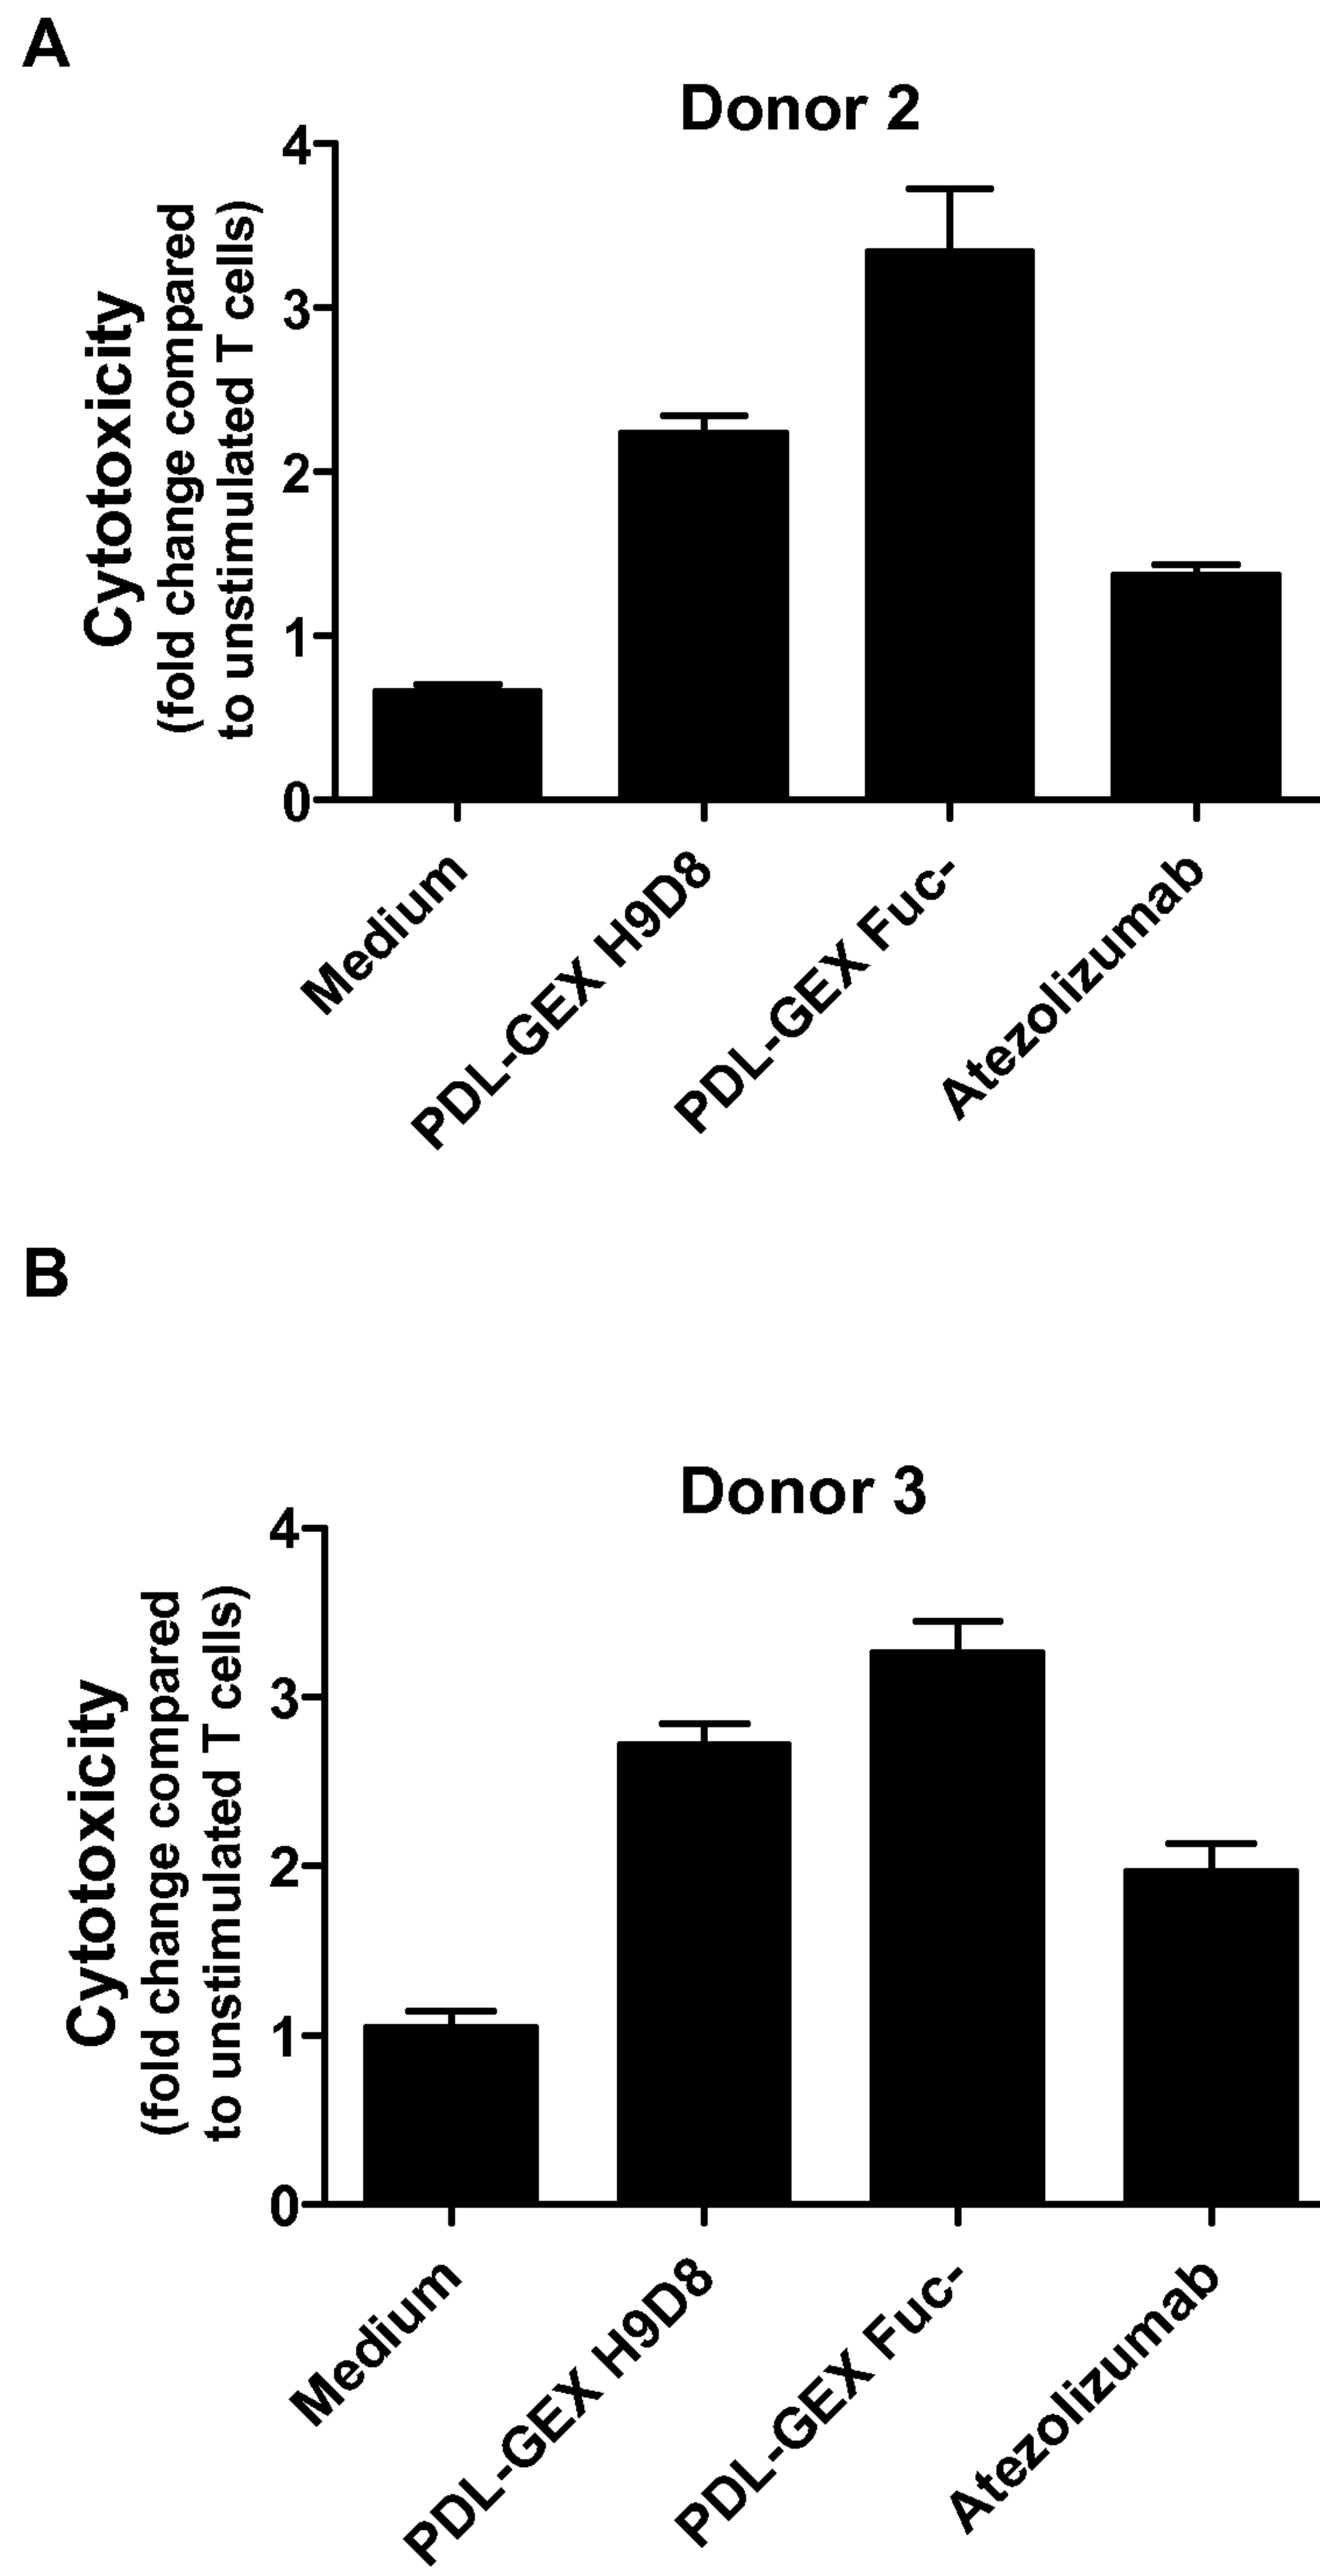 A
Donor 2
Cytotoxicity
(fold change compared
to unstimulated T cells)
4
3
2
1
0
Medium
PDL-GEX H9D8
PDL-GEX Fuc-
Atezolizumab
B
Donor 3
Cytotoxicity
(fold change compared
to unstimulated T cells)
4
3
2
1
0
Medium
PDL-GEX H9D8
PDL-GEX Fuc-
Atezolizumab